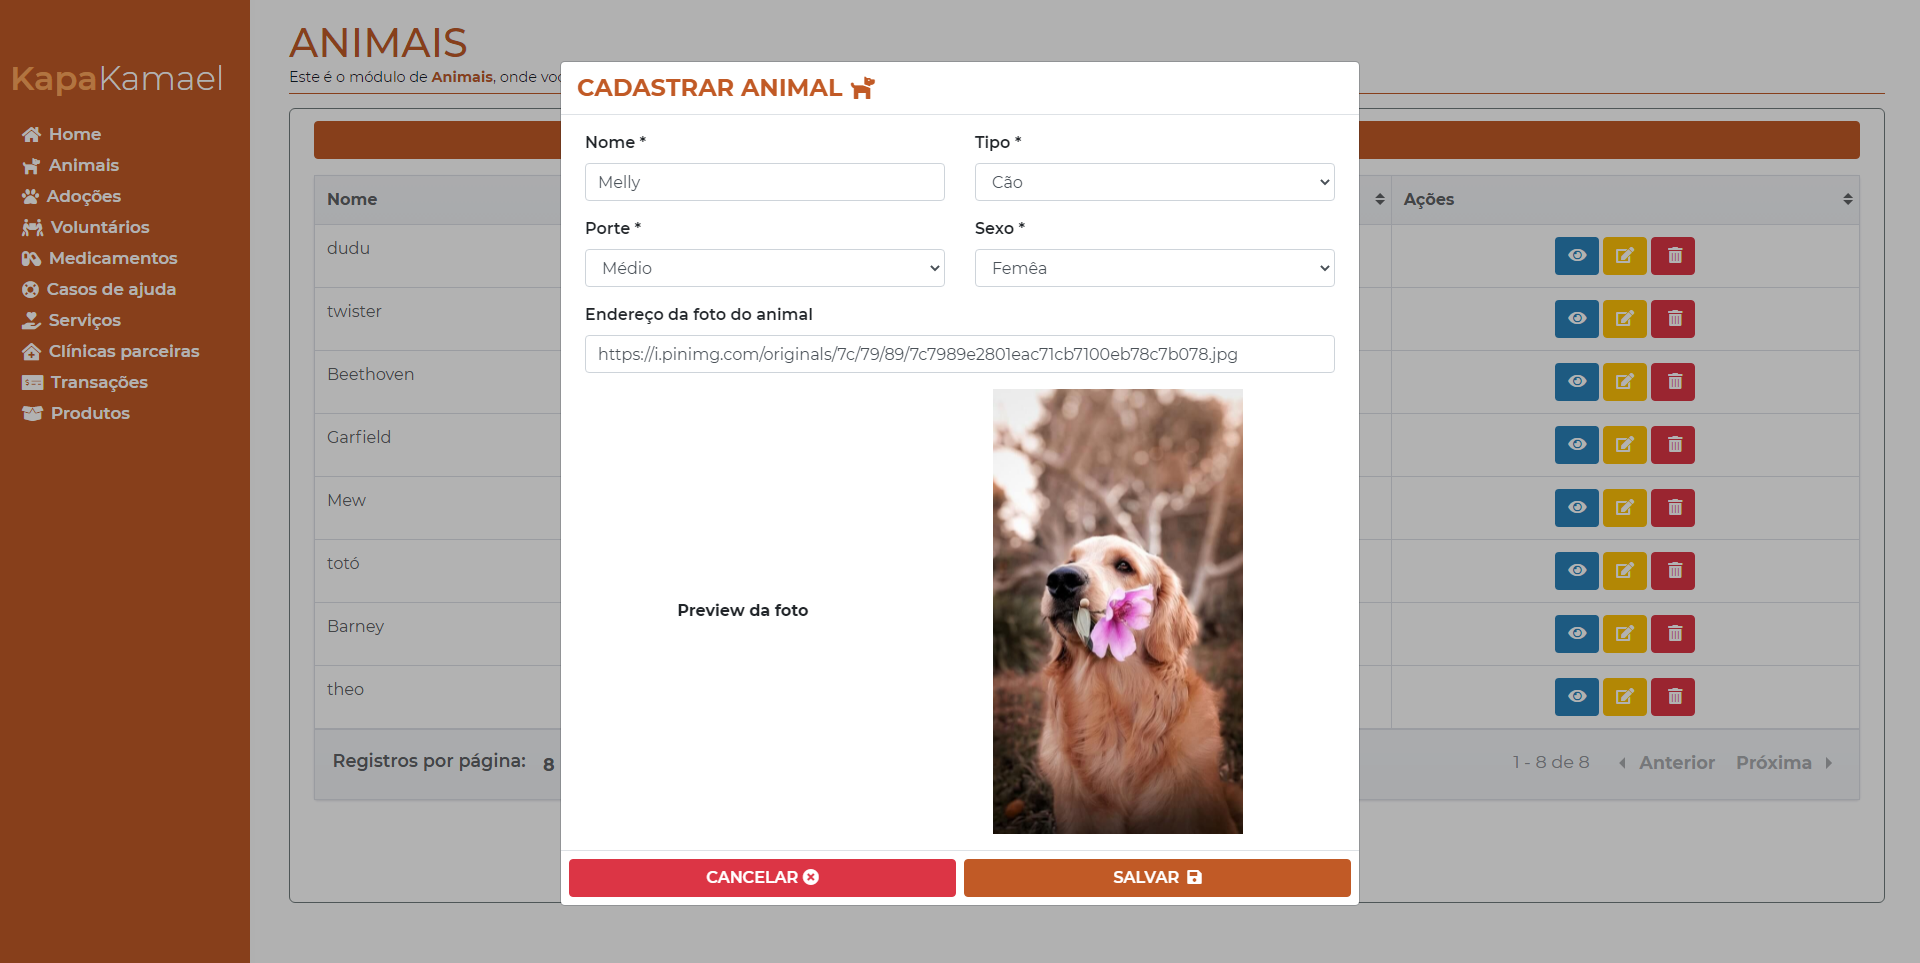 KapaKamael
Home
Animais
Adoções
Voluntários
Medicamentos
Casos de ajuda
Serviços
Clínicas parceiras
Transações
Produtos
ANIMAIS
Este é o módulo de Animais, onde
CADASTRAR ANIMAL
Nome *
Tipo *
Melly
Cão
Porte *
Sexo *
Médio
Femêa
Endereço da foto do animal
https://i.pinimg.com/originals/7c/79/89/7c7989e2801eac71cb7100eb78c7b078.jpg
Preview da foto
CANCELAR
SALVAR
Nome
Ações
dudu
twister
Beethoven
Garfield
Mew
totó
Barney
theo
Registros por página: 8
1 - 8 de 8
Anterior
Próxima